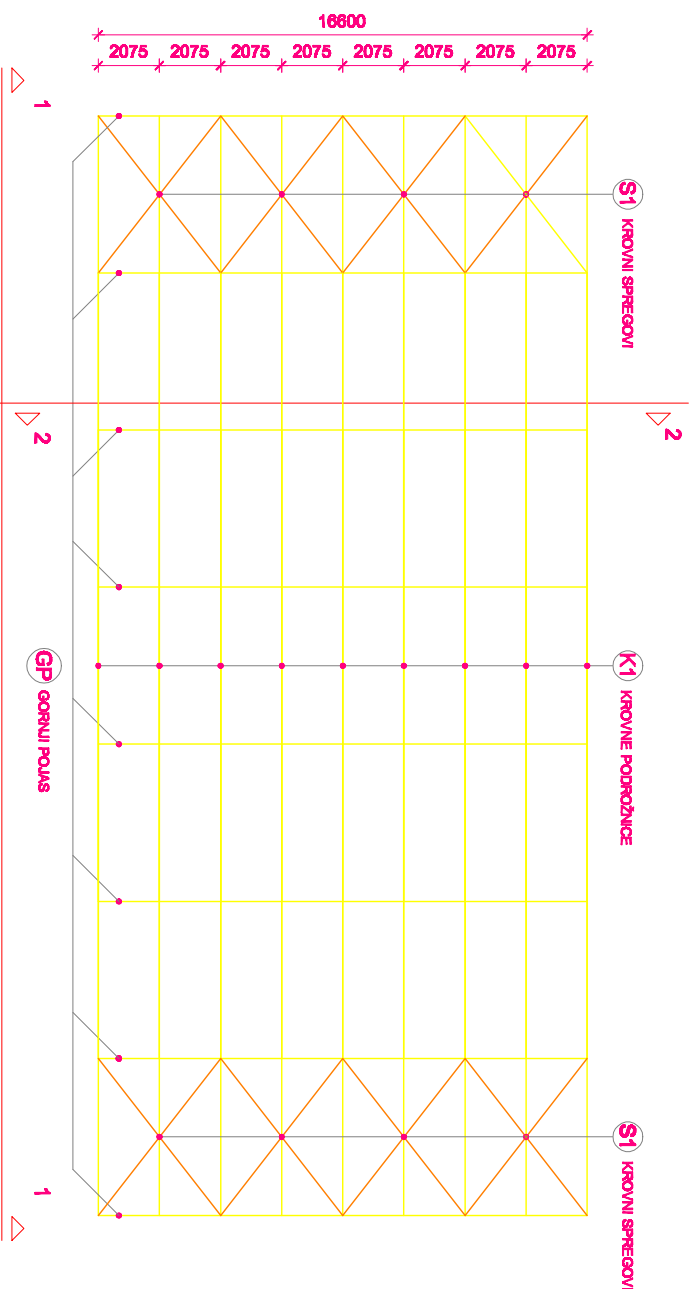 16600
2075 2075 2075 2075 2075 2075 2075 2075
1
S1 KROVNI SPREGOVI
2
2
GP GORNJI POJAS
K1 KROVNE PODROŽNICE
1
S1 KROVNI SPREGOVI